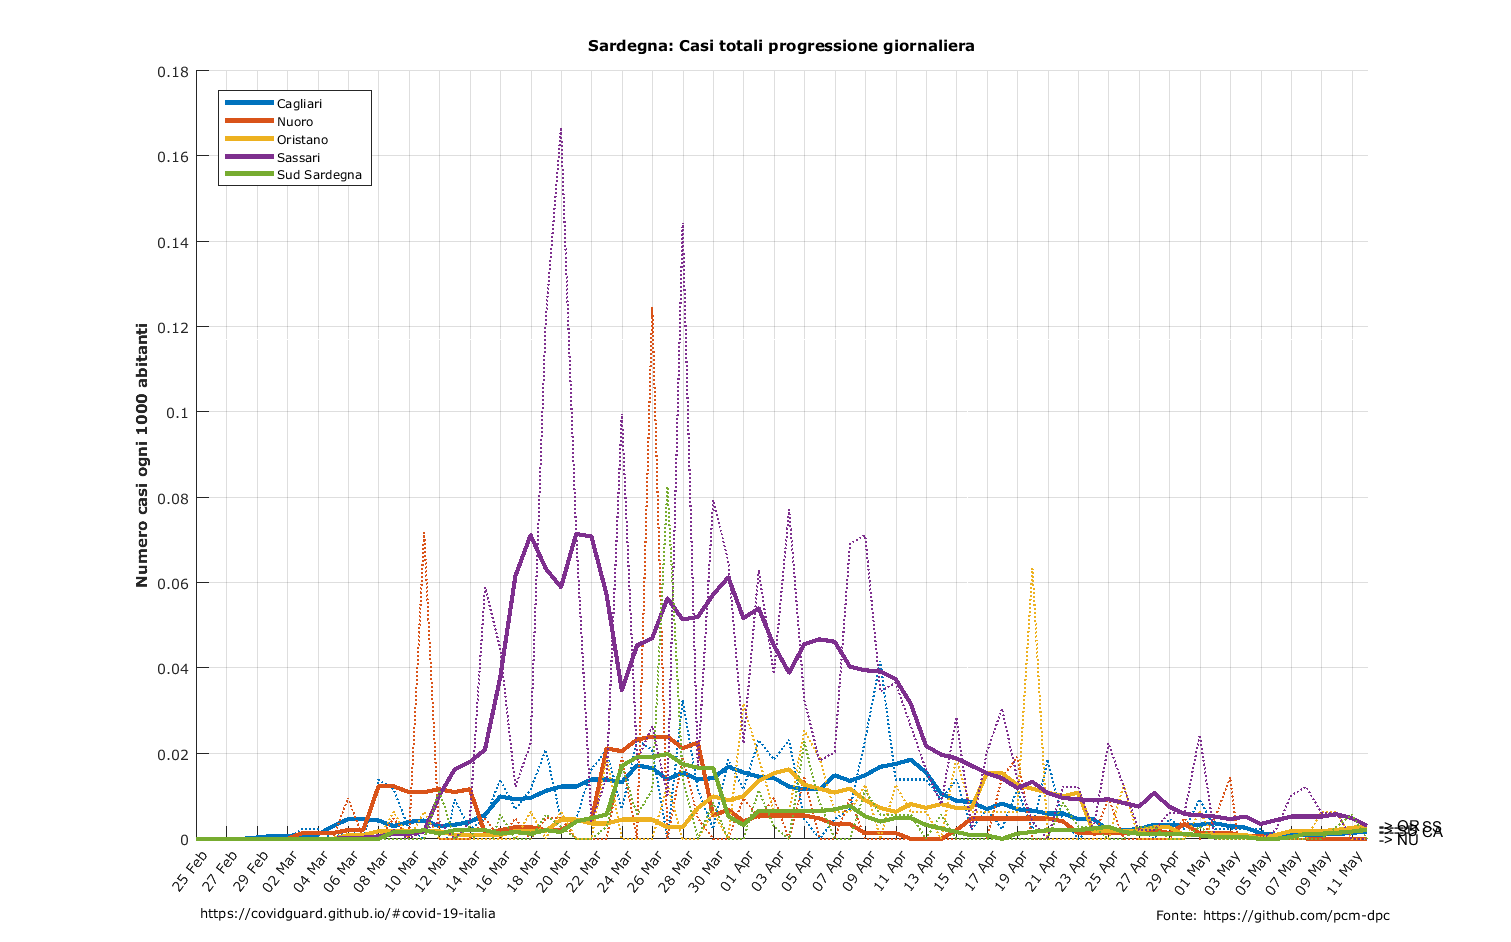 Sardegna: Casi totali progressione giornaliera
0.18
0.16
0.14
0.12
0.1
0.08
0.06
0.04
0.02
0
Numero casi ogni 1000 abitanti
Cagliari
Nuoro
Oristano
Sassari
Sud Sardegna
25 Feb
27 Feb
29 Feb
02 Mar
04 Mar
06 Mar
08 Mar
10 Mar
12 Mar
14 Mar
16 Mar
18 Mar
20 Mar
22 Mar
24 Mar
26 Mar
28 Mar
30 Mar
01 Apr
03 Apr
05 Apr
07 Apr
09 Apr
11 Apr
13 Apr
15 Apr
17 Apr
19 Apr
21 Apr
23 Apr
25 Apr
27 Apr
29 Apr
01 May
03 May
05 May
07 May
09 May
11 May
-> OR
SS
CA
-> NU
https://covidguard.github.io/#covid-19-italia
Fonte: https://github.com/pcm-dpc